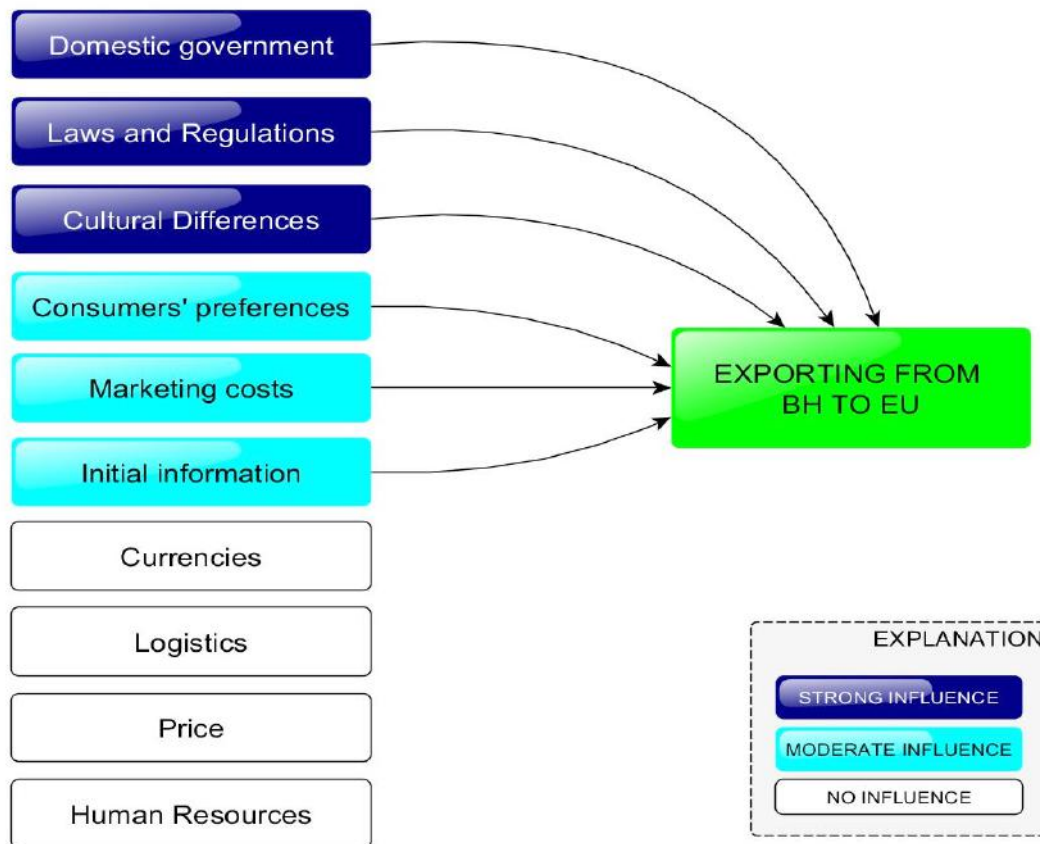 Domestic government
Laws and Regulations
Cultural Differences
Consumers' preferences
Marketing costs
Initial information
Currencies
Logistics
Price
Human Resources
EXPORTING FROM
BH TO EU
EXPLANATION
STRONG INFLUENCE
MODERATE INFLUENCE
NO INFLUENCE